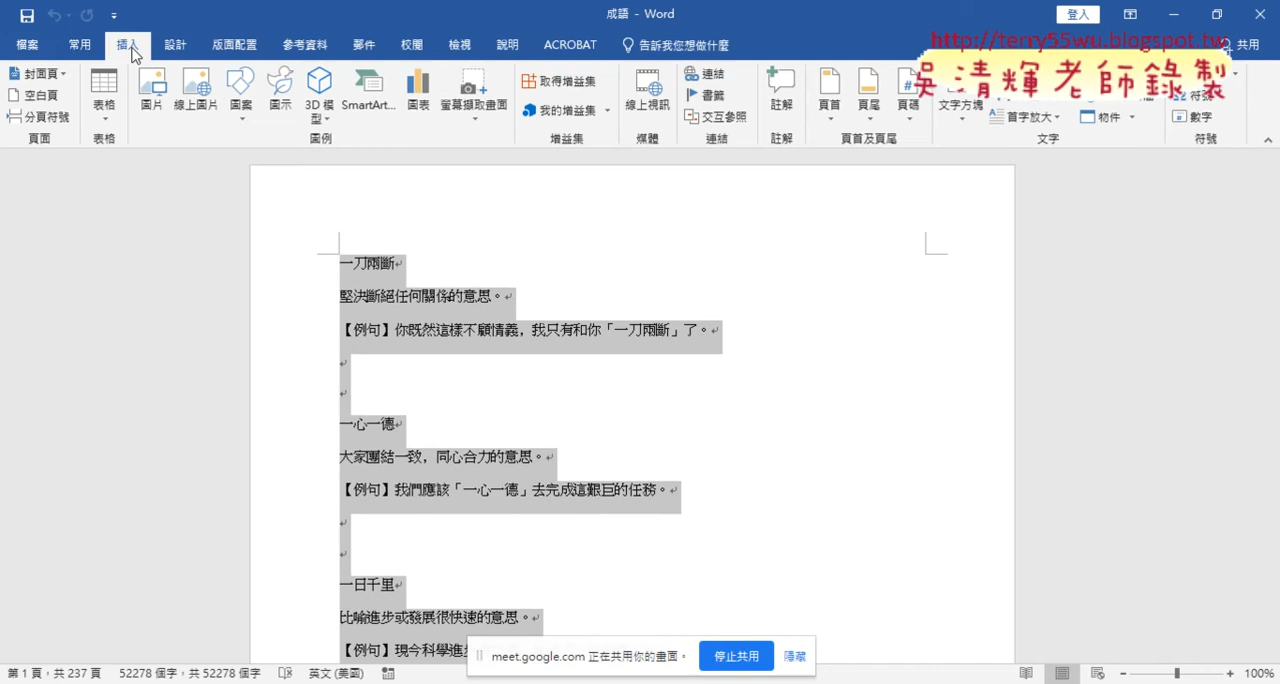 成語 - Word
登入
檔案 常用 插入 設計 版面配置 參考資料 郵件 校閱 檢視 說明 ACROBAT 告訴我您想做什麼 共用
http://terry55wu.blogspot.tw
吳清輝老師錄製
封面頁 空白頁 分頁符號 頁面
表格 表格
圖片 線上圖片 圖案 圖示 3D 模型 SmartArt... 圖表 螢幕擷取畫面 圖例
取得增益集 我的增益集 增益集
線上視訊 媒體
連結 書籤 交互參照 連結
註解 註解
頁首 頁尾 頁碼 頁首及頁尾
文字方塊 首字放大 物件 文字
符號 數字 符號
一刀兩斷
堅決斷絕任何關係的意思。
【例句】你既然這樣不顧情義，我只有和你「一刀兩斷」了。
一心一德
大家團結一致，同心合力的意思。
【例句】我們應該「一心一德」去完成這艱巨的任務。
一日千里
比喻進步或發展很快速的意思。
【例句】現今科學進步
meet.google.com 正在共用你的畫面。 停止共用 隱藏
第 1 頁，共 237 頁 52278 個字，共 52278 個字 英文 (美國) 100%